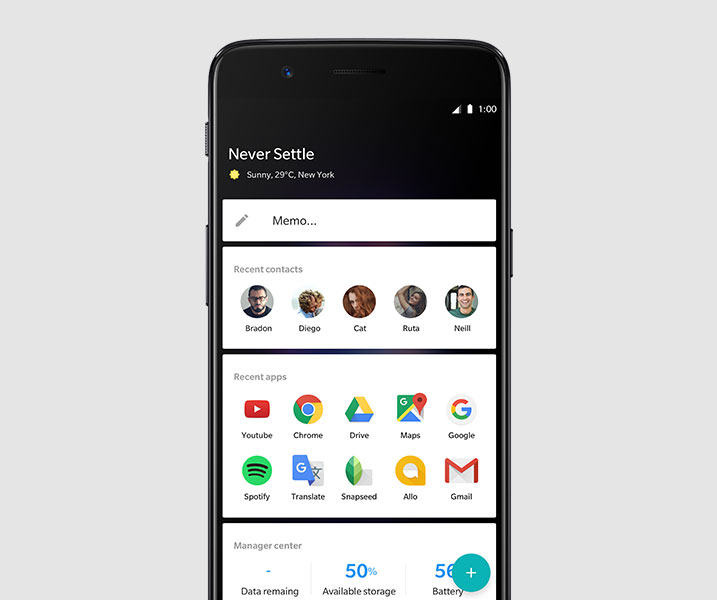 1:00
Never Settle
Sunny, 29°C, New York
Memo...
Recent contacts
Bradon Diego Cat Ruta Neill
Recent apps
Youtube Chrome Drive Maps Google
Spotify Translate Snapseed Allo Gmail
Manager center
- 50% 56
Data remaing Available storage Battery